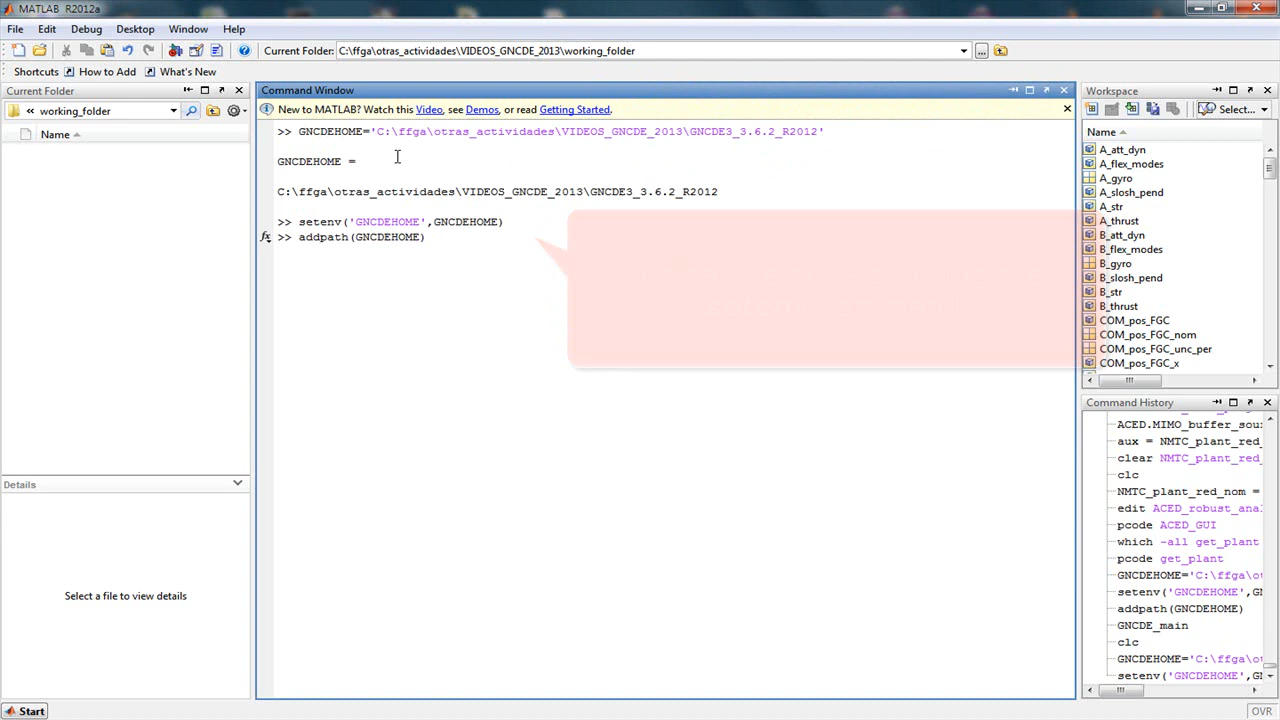 MATLAB R2012a
File Edit Debug Desktop Window Help
Current Folder: C:\ffga\otras_actividades\VIDEOS_GNCDE_2013\working_folder
Shortcuts How to Add What's New
Current Folder
« working_folder
Name
Details
Select a file to view details
Command Window
New to MATLAB? Watch this Video, see Demos, or read Getting Started.
>> GNCDEHOME='C:\ffga\otras_actividades\VIDEOS_GNCDE_2013\GNCDE3_3.6.2_R2012'
GNCDEHOME =
C:\ffga\otras_actividades\VIDEOS_GNCDE_2013\GNCDE3_3.6.2_R2012
>> setenv('GNCDEHOME',GNCDEHOME)
fx >> addpath(GNCDEHOME)
Workspace
Select...
Name
A_att_dyn
A_flex_modes
A_gyro
A_slosh_pend
A_str
A_thrust
B_att_dyn
B_flex_modes
B_gyro
B_slosh_pend
B_str
B_thrust
COM_pos_FGC
COM_pos_FGC_nom
COM_pos_FGC_unc_per
COM_pos_FGC_x
Command History
ACED.MIMO_buffer_sou
aux = NMTC_plant_red_
clear NMTC_plant_red_
clc
NMTC_plant_red_nom =
edit ACED_robust_ana
pcode ACED_GUI
which -all get_plant
pcode get_plant
GNCDEHOME='C:\ffga\ot
setenv('GNCDEHOME',GN
addpath(GNCDEHOME)
GNCDE_main
clc
GNCDEHOME='C:\ffga\ot
setenv('GNCDEHOME',GN
Start
OVR